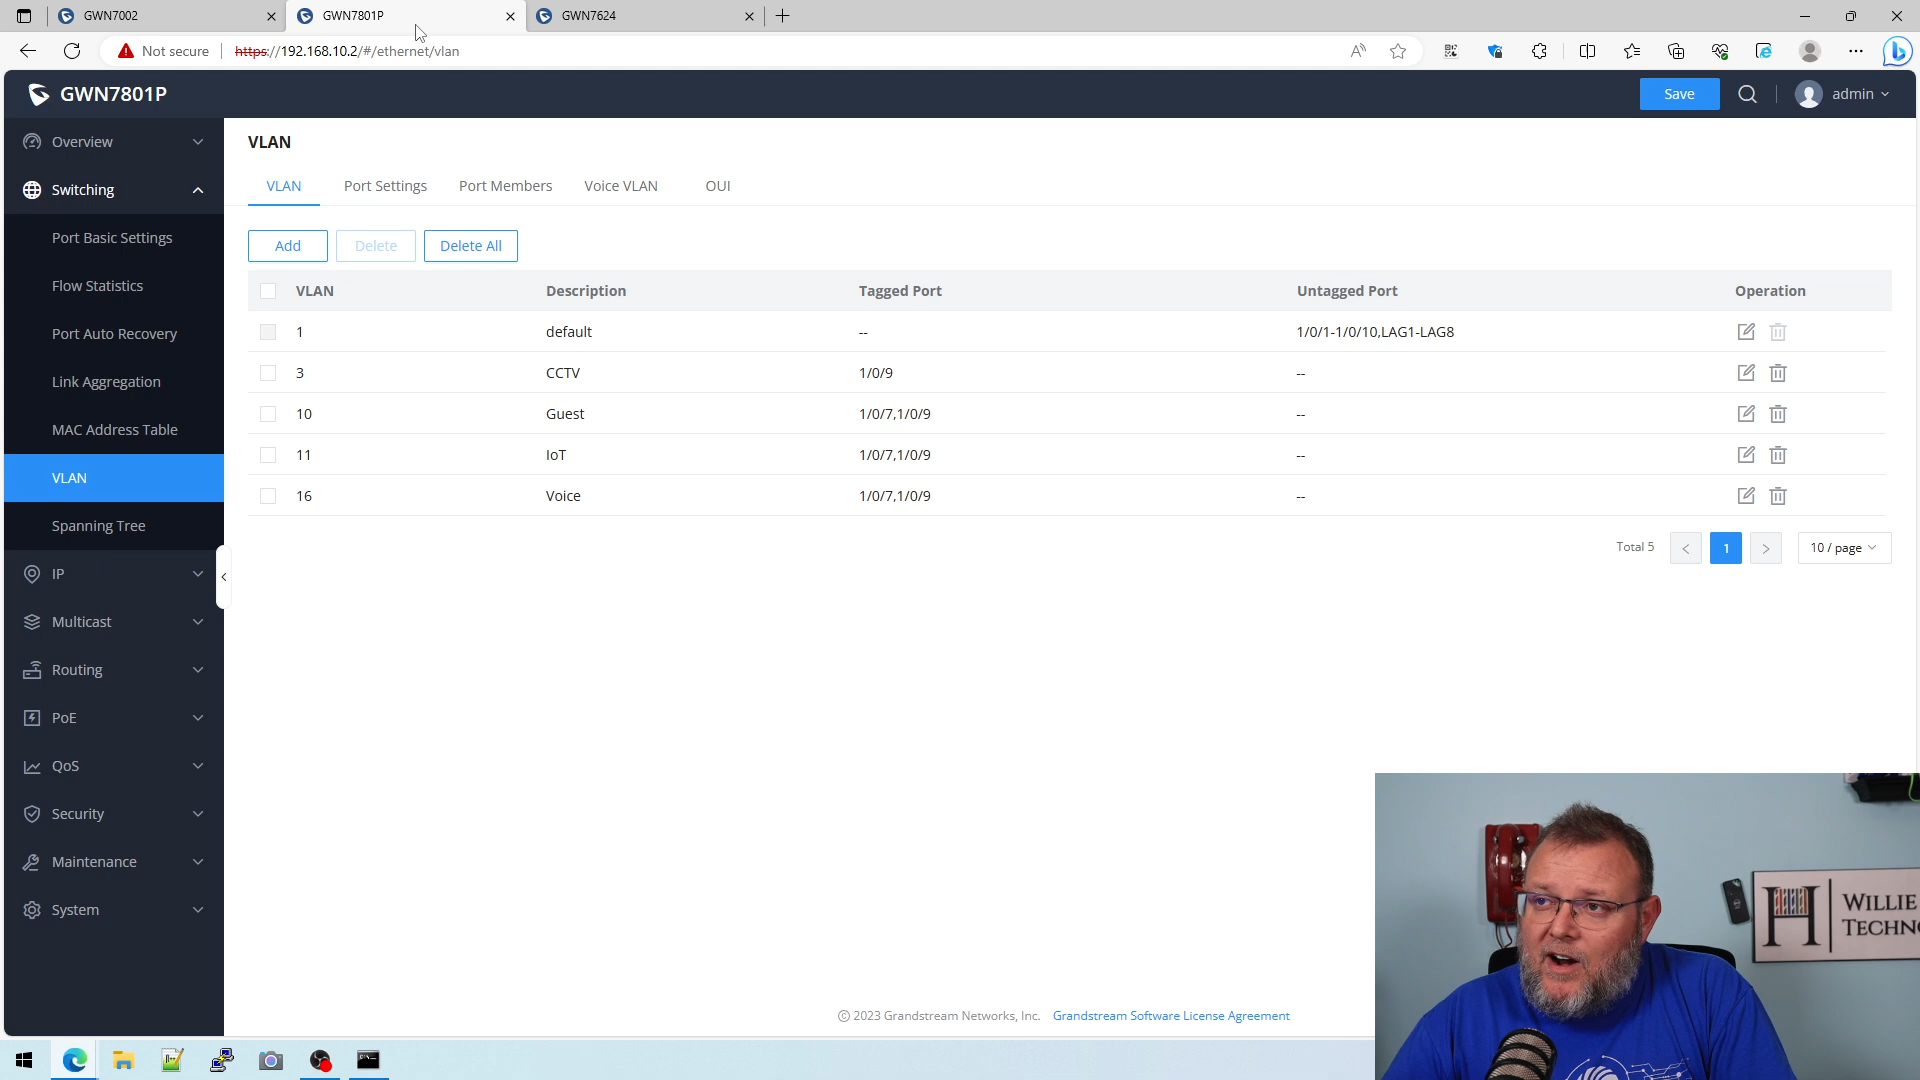 GWN7002
GWN7801P
GWN7624
Not secure
https://192.168.10.2/#/ethernet/vlan
GWN7801P
Save
admin
Overview
Switching
Port Basic Settings
Flow Statistics
Port Auto Recovery
Link Aggregation
MAC Address Table
VLAN
Spanning Tree
IP
Multicast
Routing
PoE
QoS
Security
Maintenance
System
VLAN
VLAN Port Settings Port Members Voice VLAN OUI
Add Delete Delete All
VLAN Description Tagged Port Untagged Port Operation
1 default -- 1/0/1-1/0/10,LAG1-LAG8
3 CCTV 1/0/9 --
10 Guest 1/0/7,1/0/9 --
11 IoT 1/0/7,1/0/9 --
16 Voice 1/0/7,1/0/9 --
Total 5 < 1 > 10 / page
© 2023 Grandstream Networks, Inc. Grandstream Software License Agreement
WILLIE
TECHN